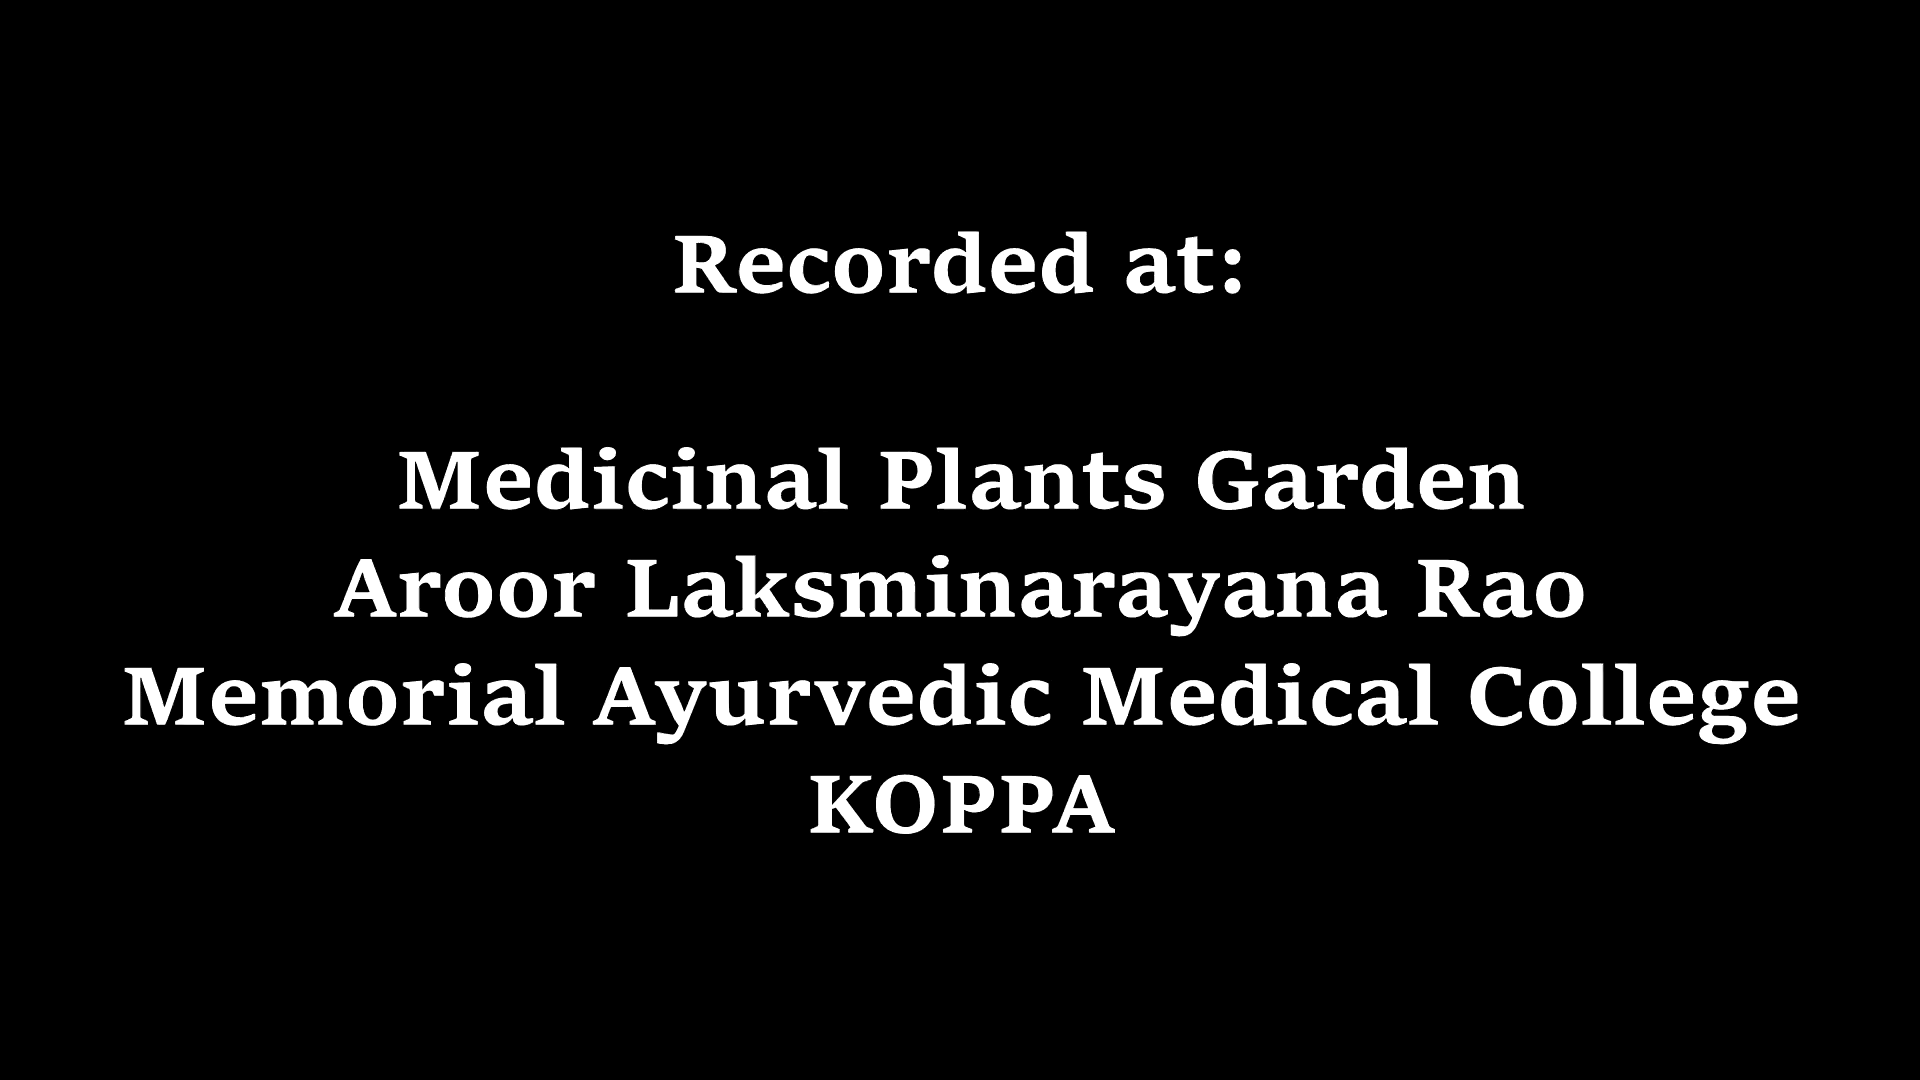 Recorded at:
Medicinal Plants Garden
Aroor Laksminarayana Rao
Memorial Ayurvedic Medical College
KOPPA